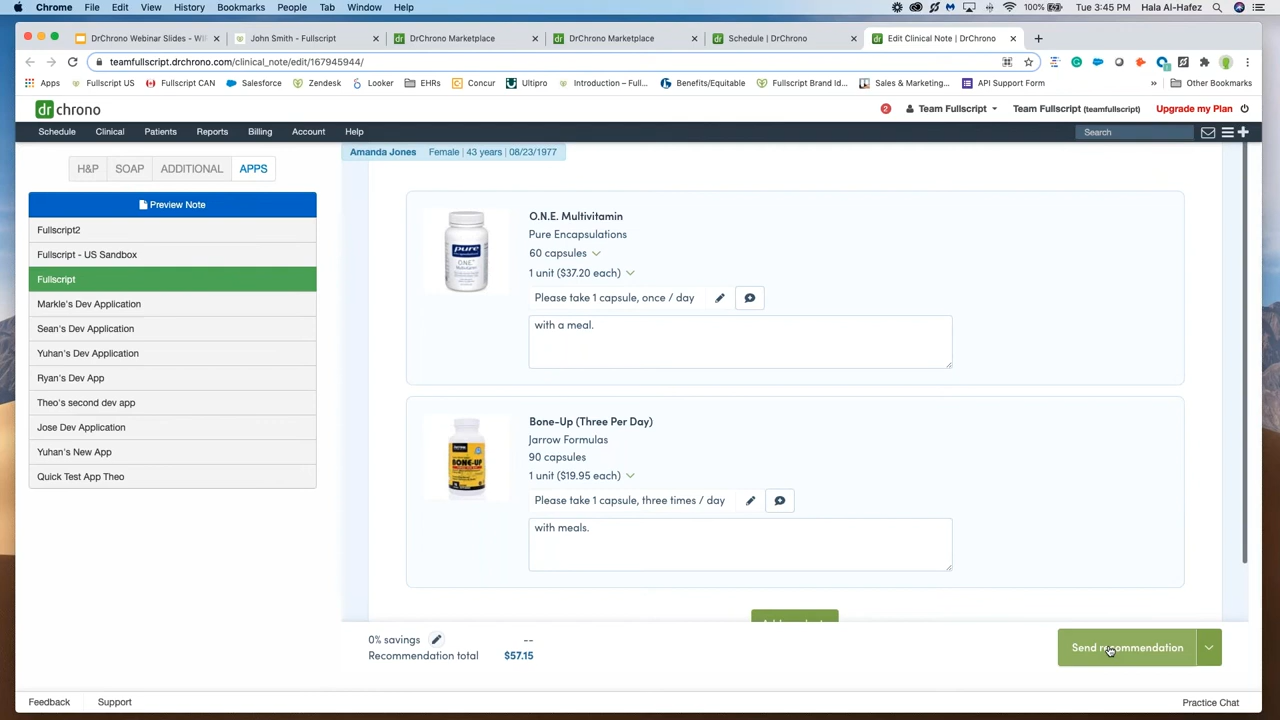 Chrome File Edit View History Bookmarks People Tab Window Help
100% Tue 3:45 PM Hala Al-Hafez
DrChrono Webinar Slides - W
John Smith - Fullscript
DrChrono Marketplace
DrChrono Marketplace
Schedule | DrChrono
Edit Clinical Note | DrChrono
teamfullscript.drchrono.com/clinical_note/edit/167945944/
Apps Fullscript US Fullscript CAN Salesforce Zendesk Looker EHRs Concur Ultipro Introduction – Full... Benefits/Equitable Fullscript Brand Id... Sales & Marketing... API Support Form » Other Bookmarks
dr chrono
2 Team Fullscript Team Fullscript (teamfullscript) Upgrade my Plan
Schedule Clinical Patients Reports Billing Account Help Search
Amanda Jones Female | 43 years | 08/23/1977
H&P SOAP ADDITIONAL APPS
Preview Note
Fullscript2
Fullscript - US Sandbox
Fullscript
Markie's Dev Application
Sean's Dev Application
Yuhan's Dev Application
Ryan's Dev App
Theo's second dev app
Jose Dev Application
Yuhan's New App
Quick Test App Theo
pure
O.N.E. Multivitamin
Pure Encapsulations
60 capsules
1 unit ($37.20 each)
Please take 1 capsule, once / day
with a meal.
BONE-UP
Bone-Up (Three Per Day)
Jarrow Formulas
90 capsules
1 unit ($19.95 each)
Please take 1 capsule, three times / day
with meals.
0% savings --
Recommendation total $57.15
Send recommendation
Feedback Support
Practice Chat